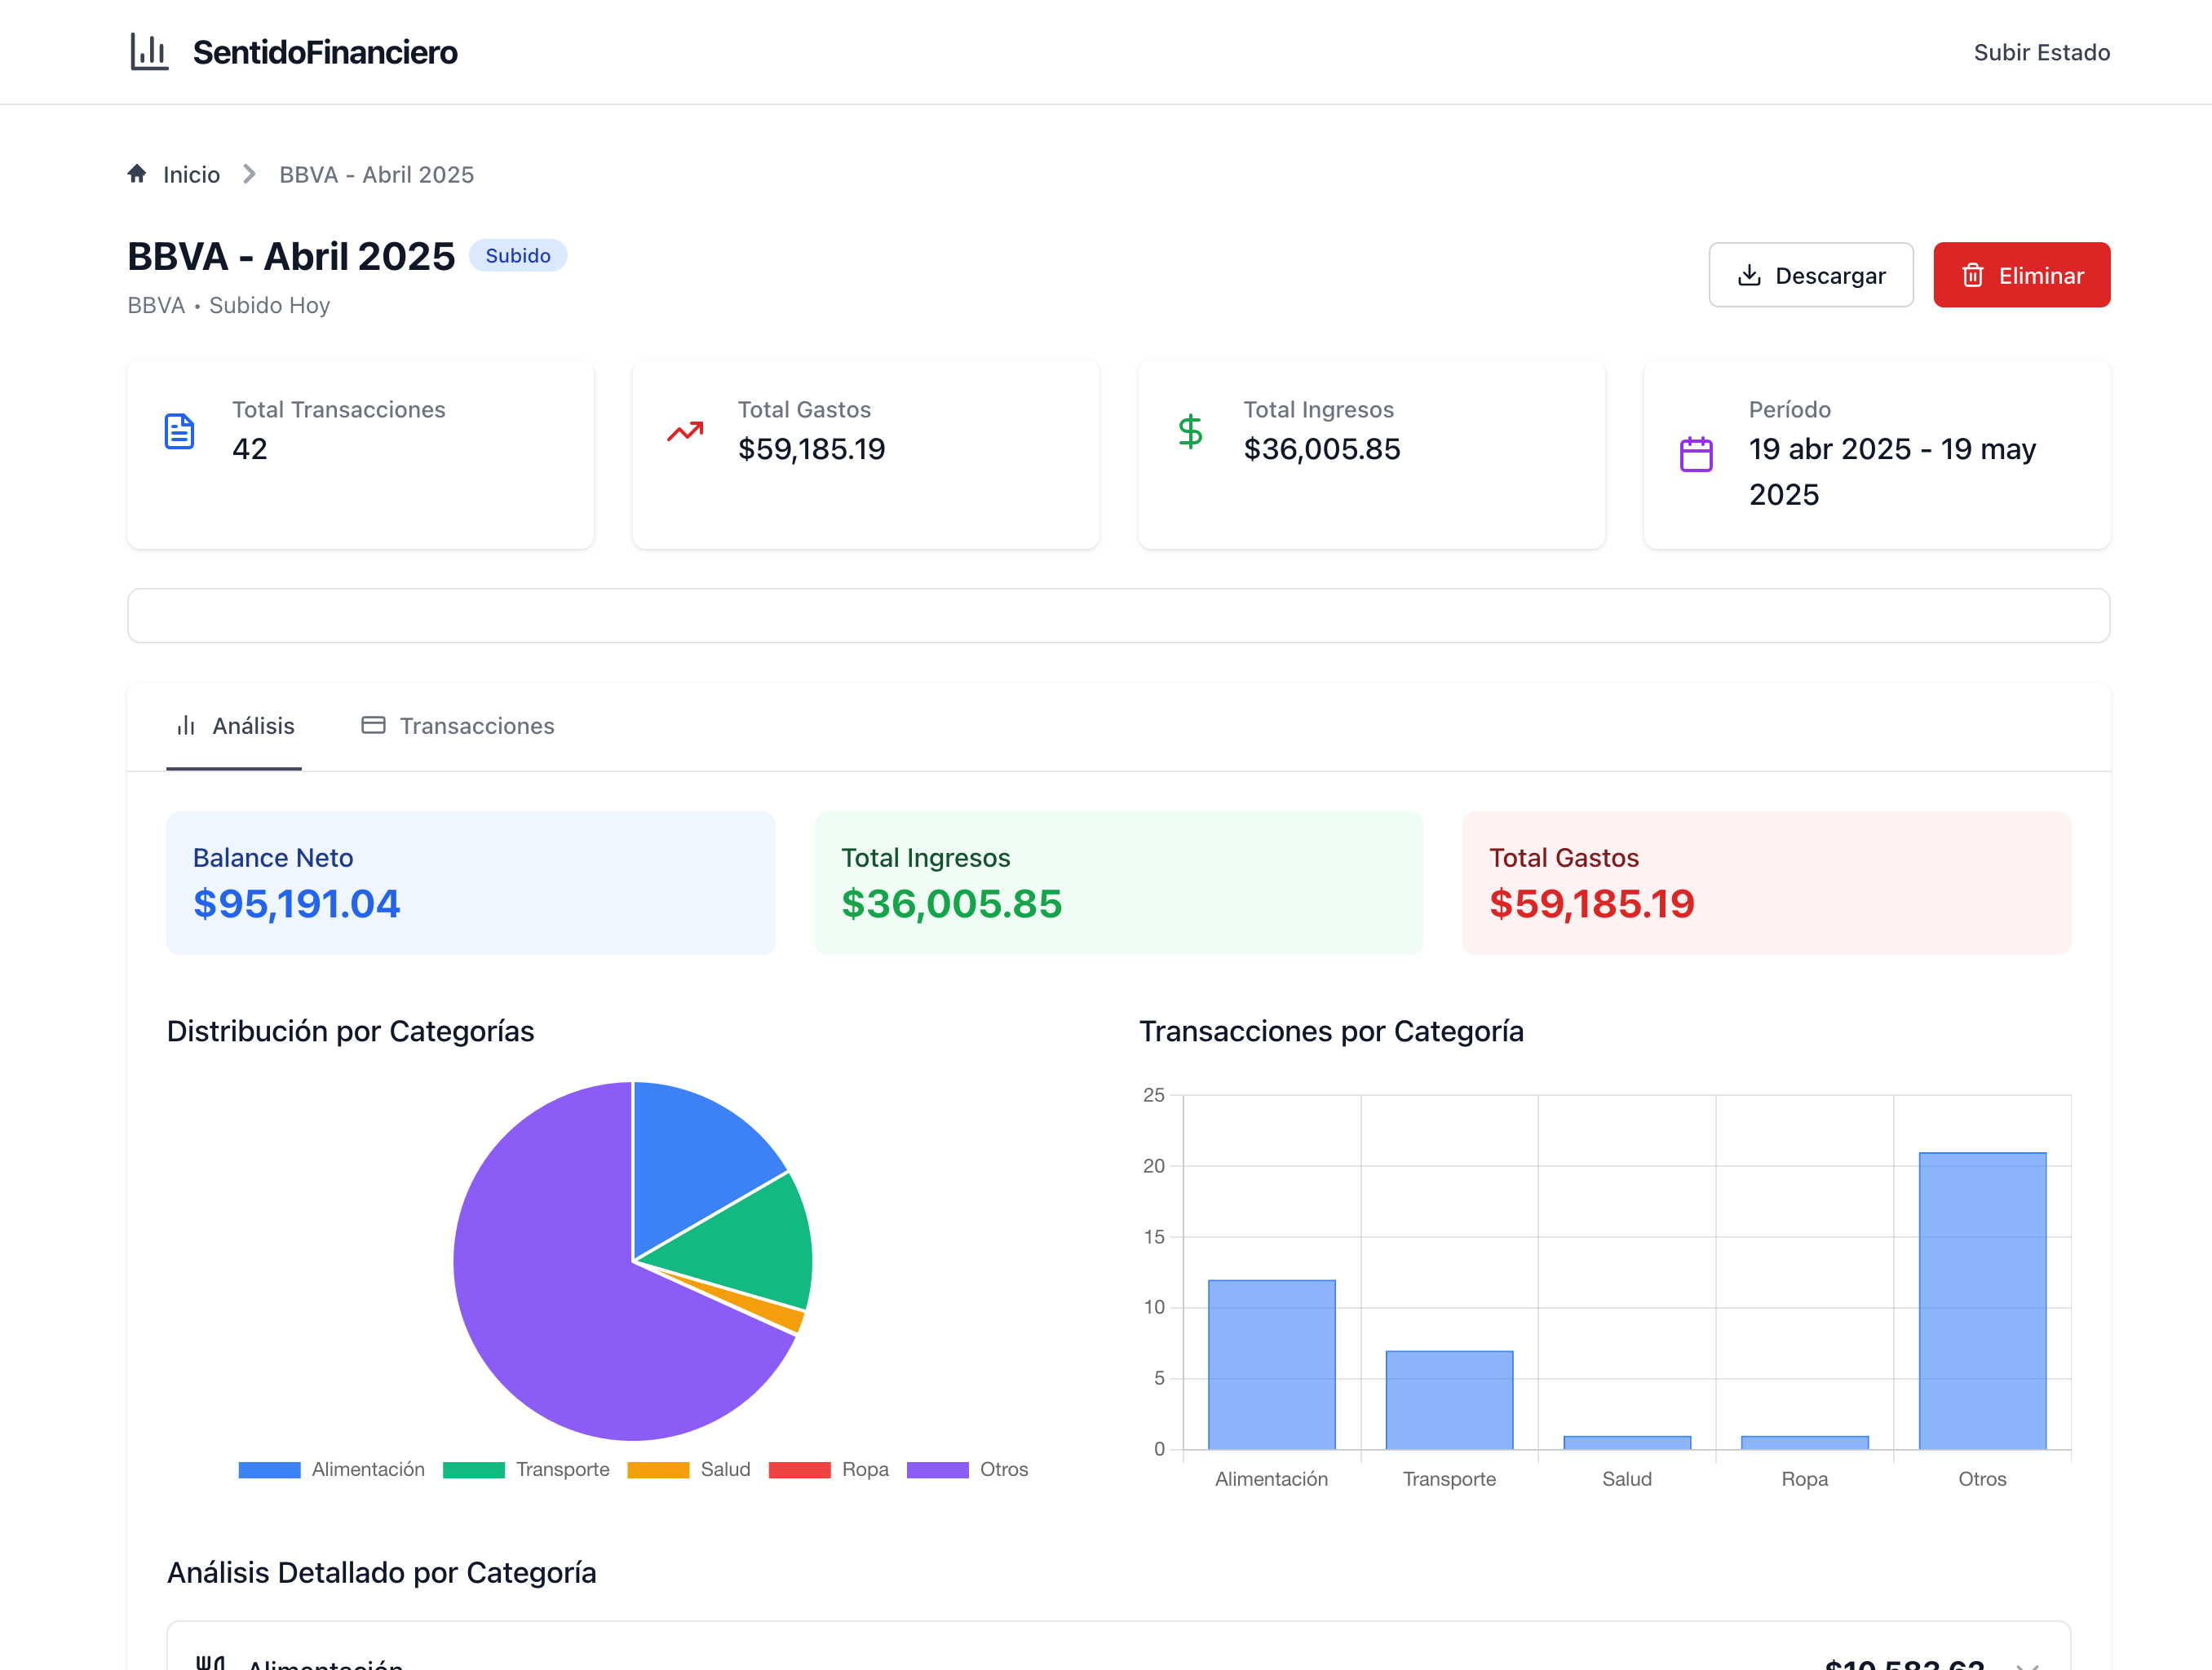 SentidoFinanciero
Subir Estado
Inicio
BBVA - Abril 2025
BBVA - Abril 2025
Subido
BBVA • Subido Hoy
Descargar
Eliminar
Total Transacciones
42
Total Gastos
$59,185.19
Total Ingresos
$36,005.85
Período
19 abr 2025 - 19 may
2025
Análisis
Transacciones
Balance Neto
$95,191.04
Total Ingresos
$36,005.85
Total Gastos
$59,185.19
Distribución por Categorías
Alimentación
Transporte
Salud
Ropa
Otros
Transacciones por Categoría
25
20
15
10
5
0
Alimentación
Transporte
Salud
Ropa
Otros
Análisis Detallado por Categoría
Alimentación
$10,583.62